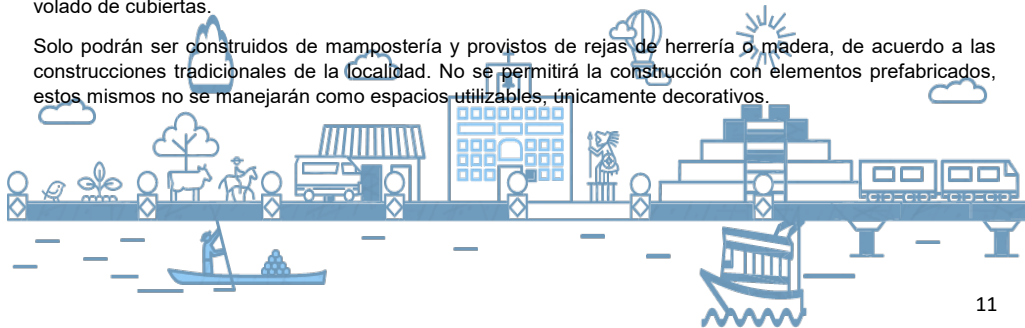 volado de cubiertas.
Solo podrán ser construidos de mampostería y provistos de rejas de herrería o madera, de acuerdo a las
construcciones tradicionales de la localidad. No se permitirá la construcción con elementos prefabricados,
estos mismos no se manejarán como espacios utilizables, únicamente decorativos.
11